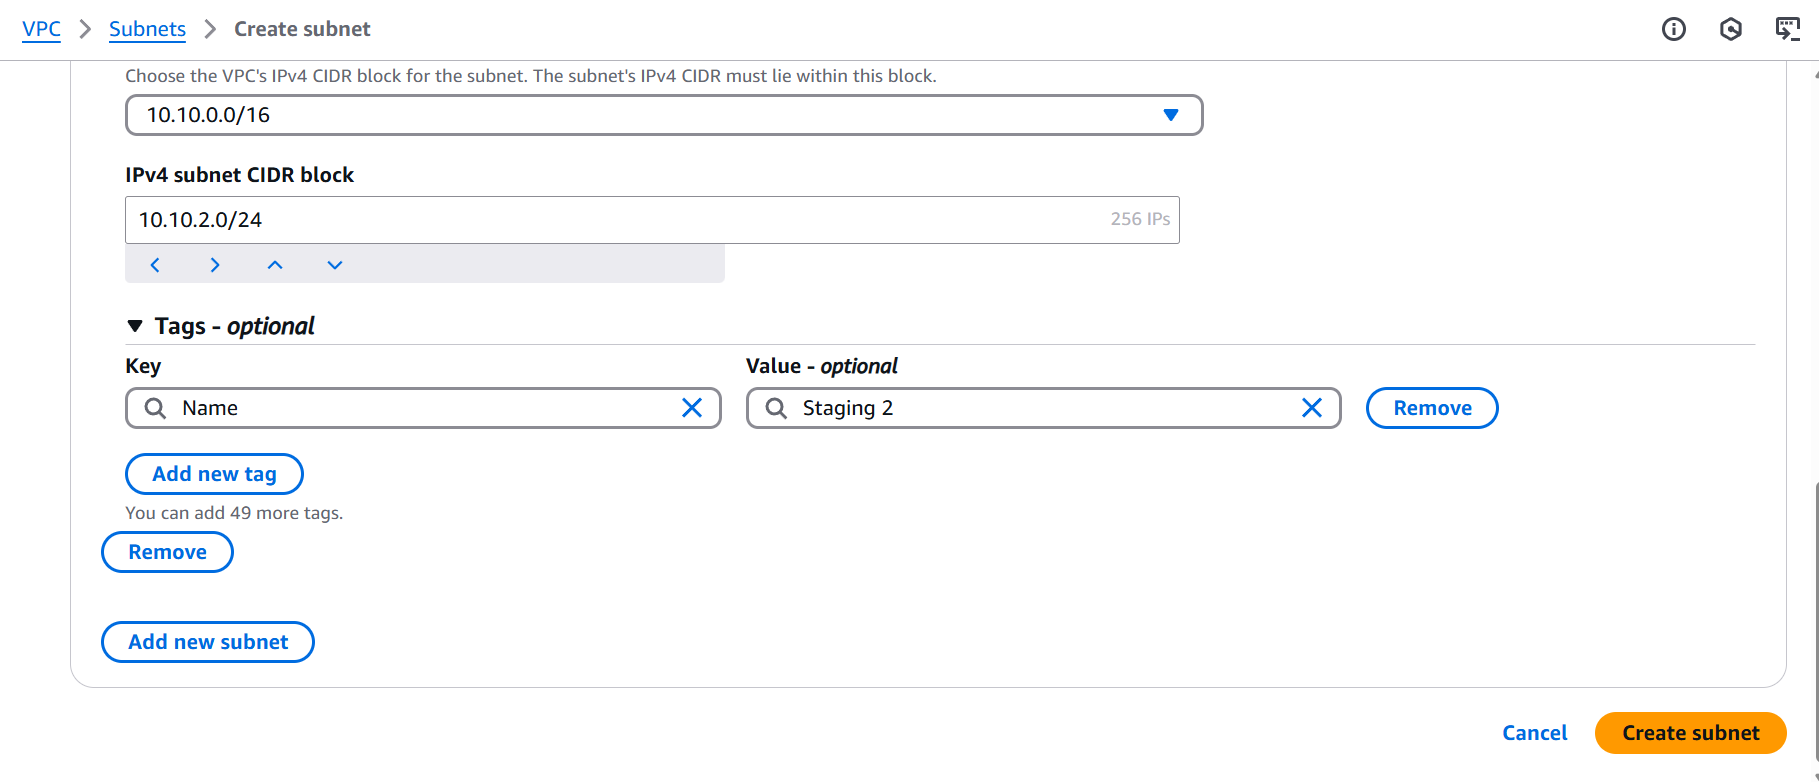 VPC Subnets Create subnet
Choose the VPC's IPv4 CIDR block for the subnet. The subnet's IPv4 CIDR must lie within this block.
10.10.0.0/16
IPv4 subnet CIDR block
10.10.2.0/24 256 IPs
Tags - optional
Key Value - optional
Name Staging 2 Remove
Add new tag
You can add 49 more tags.
Remove
Add new subnet
Cancel Create subnet